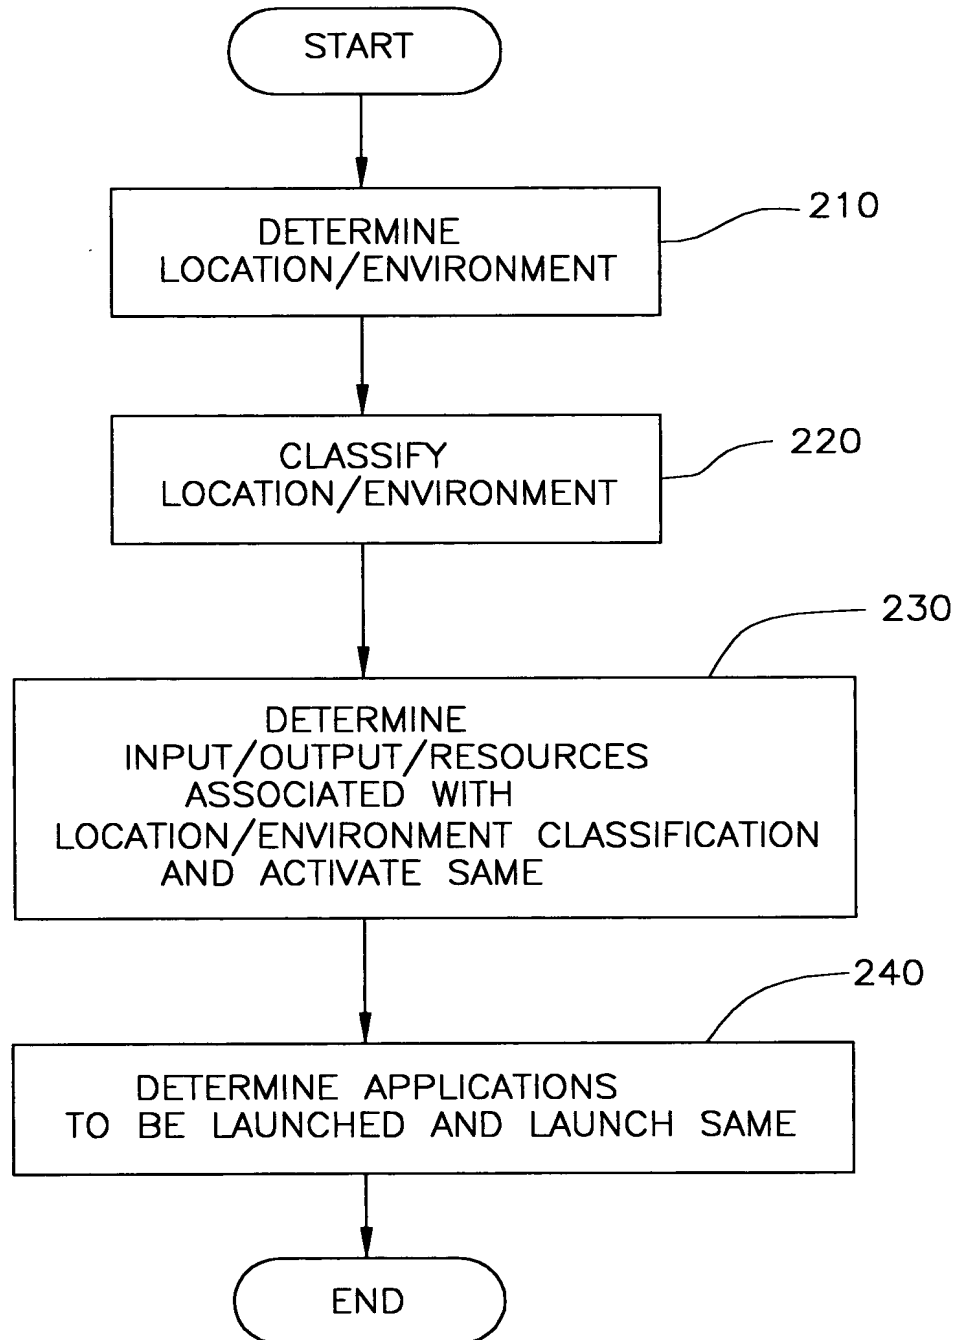 START
210
DETERMINE
LOCATION/ENVIRONMENT
220
CLASSIFY
LOCATION/ENVIRONMENT
230
DETERMINE
INPUT/OUTPUT/RESOURCES
ASSOCIATED WITH
LOCATION/ENVIRONMENT CLASSIFICATION
AND ACTIVATE SAME
240
DETERMINE APPLICATIONS
TO BE LAUNCHED AND LAUNCH SAME
END